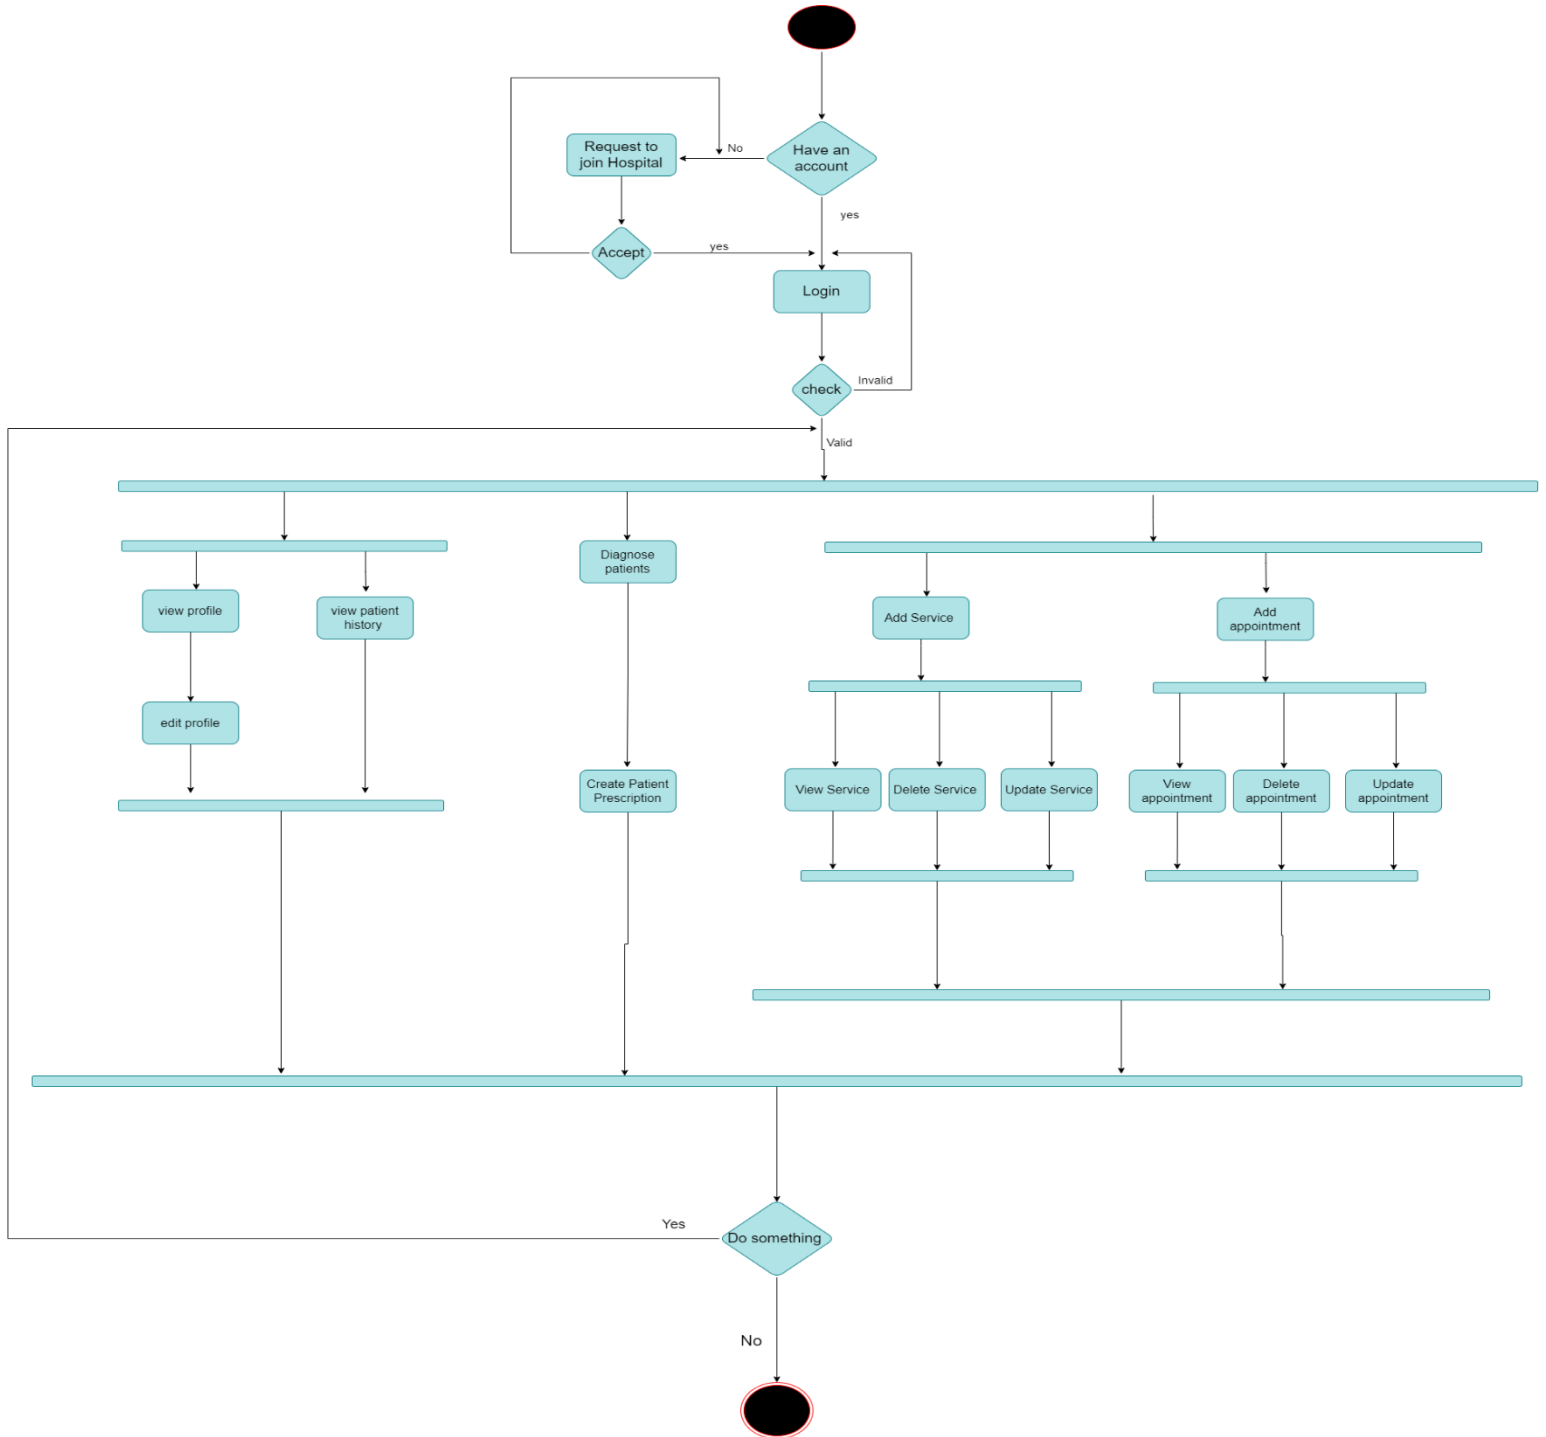 Have an
account
No
Request to
join Hospital
yes
Accept
yes
Login
check
Invalid
Valid
Diagnose
patients
view profile
view patient
history
Add Service
Add
appointment
edit profile
Create Patient
Prescription
View Service
Delete Service
Update Service
View
appointment
Delete
appointment
Update
appointment
Yes
Do something
No